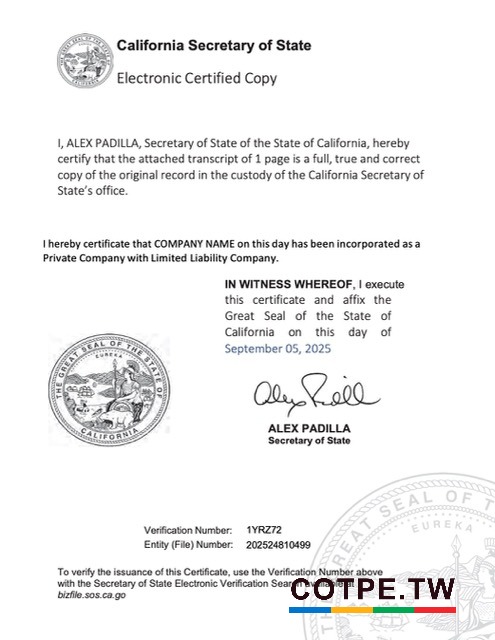 California Secretary of State
Electronic Certified Copy
I, ALEX PADILLA, Secretary of State of the State of California, hereby
certify that the attached transcript of 1 page is a full, true and correct
copy of the original record in the custody of the California Secretary of
State's office.
I hereby certificate that COMPANY NAME on this day has been incorporated as a
Private Company with Limited Liability Company.
IN WITNESS WHEREOF, I execute
this certificate and affix the
Great Seal of the State of
California on this day of
September 05, 2025
THE GREAT SEAL OF THE STATE OF
EUREKA
CALIFORNIA
Alex Padilla
ALEX PADILLA
Secretary of State
GREAT SEAL OF
EUREKA
Verification Number: 1YRZ72
Entity (File) Number: 202524810499
To verify the issuance of this Certificate, use the Verification Number above
with the Secretary of State Electronic Verification Search available at
bizfile.sos.ca.go
COTPE.TW